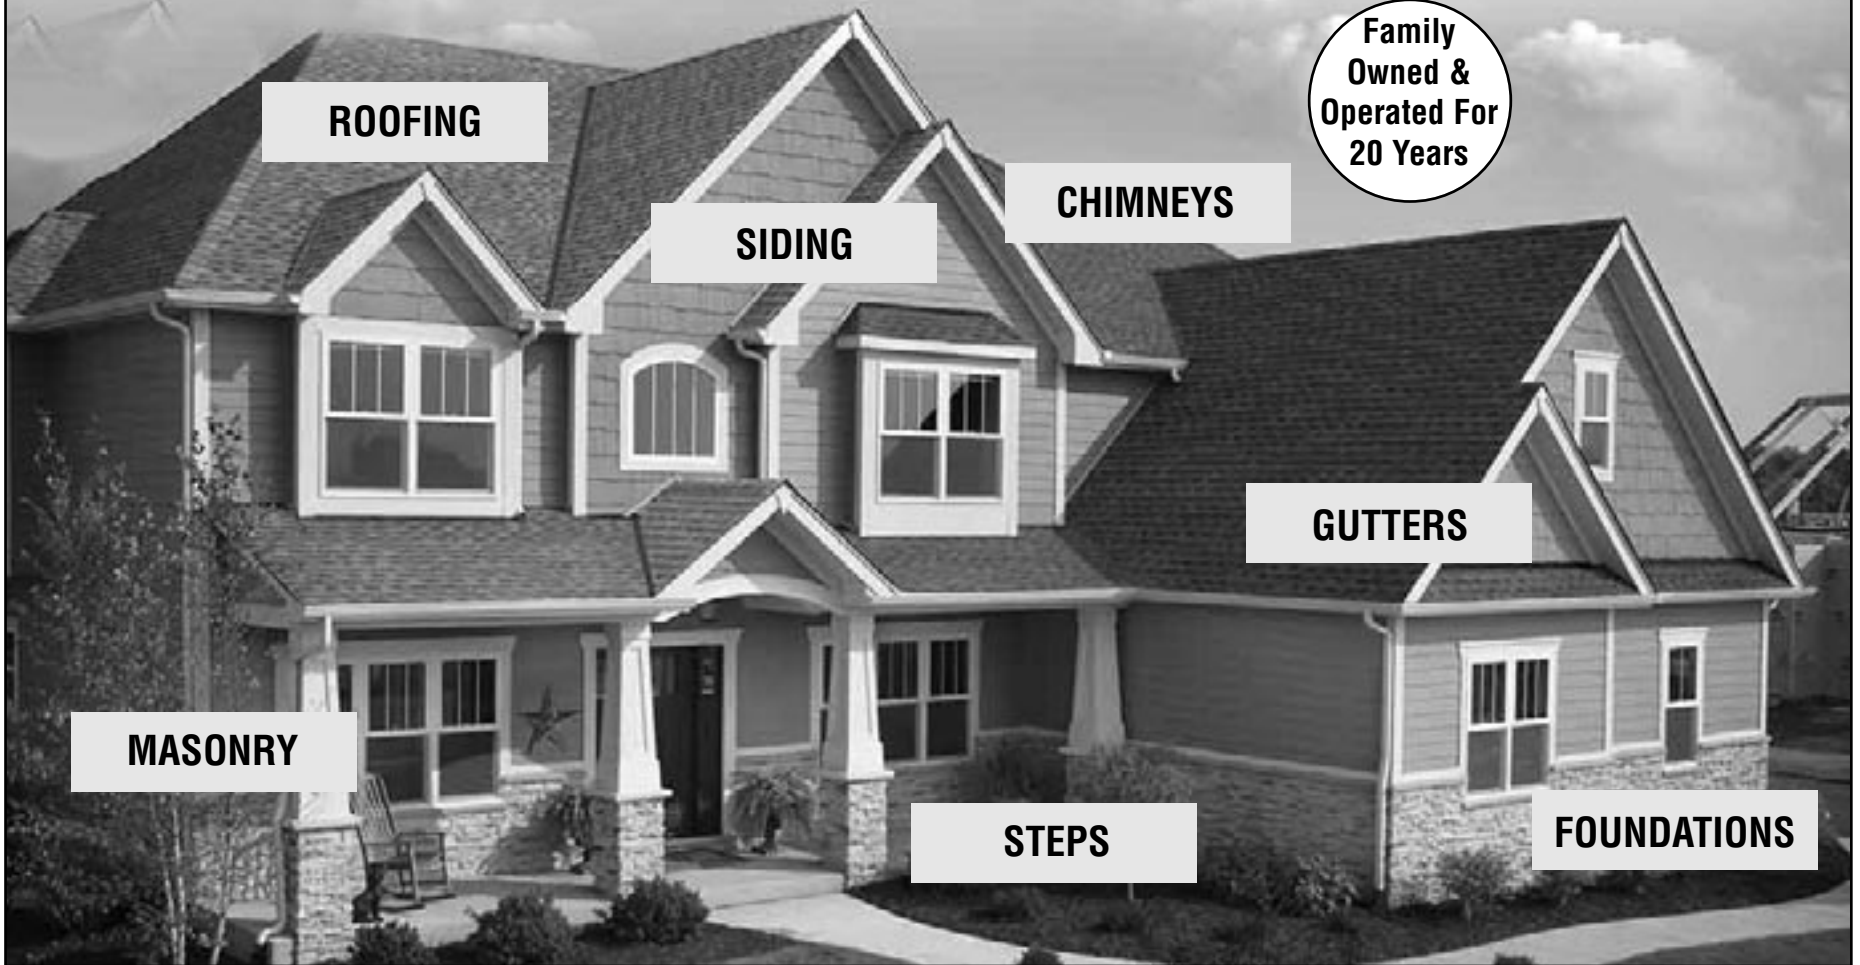 Family
Owned &
Operated For
20 Years
ROOFING
CHIMNEYS
SIDING
GUTTERS
MASONRY
STEPS
FOUNDATIONS